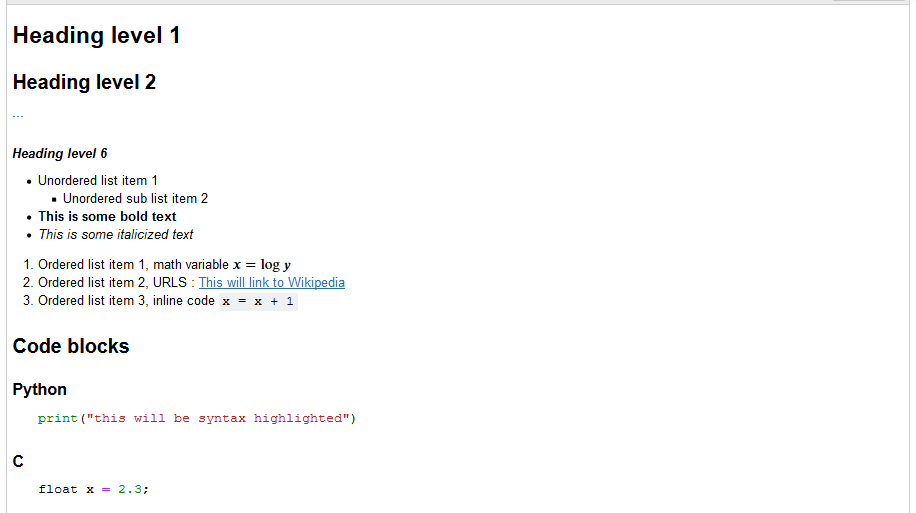 Heading level 1
Heading level 2
...
Heading level 6
• Unordered list item 1
▪ Unordered sub list item 2
• This is some bold text
• This is some italicized text
1. Ordered list item 1, math variable x = log y
2. Ordered list item 2, URLS : This will link to Wikipedia
3. Ordered list item 3, inline code x = x + 1
Code blocks
Python
print("this will be syntax highlighted")
C
float x = 2.3;